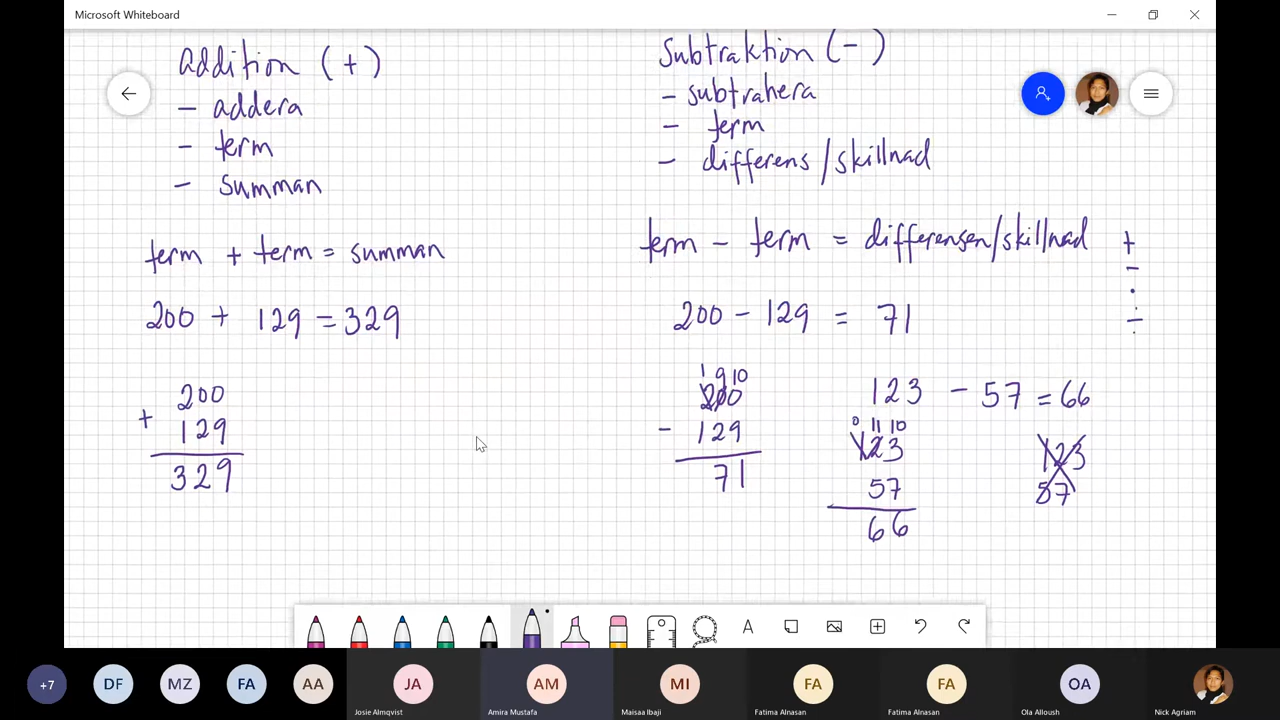 Microsoft Whiteboard
Addition (+)
- addera
- term
- summan
term + term = summan
200 + 129 = 329
200
+ 129
329
Subtraktion (-)
- subtrahera
- term
- differens/skillnad
term - term = differensen/skillnad
+
-
·
÷
200 - 129 = 71
1 9 10
200
- 129
71
123 - 57 = 66
0 11 10
123
57
66
123
57
A
+7
DF
MZ
FA
AA
JA
Josie Almqvist
AM
Amira Mustafa
MI
Maisaa Ibaji
FA
Fatima Alnasan
FA
Fatima Alnasan
OA
Ola Alloush
Nick Agriam